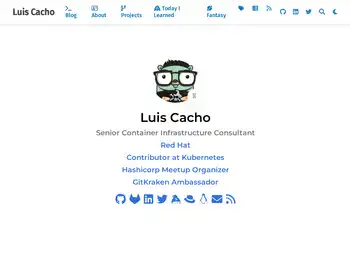 Luis Cacho
Blog
About
Projects
Today I
Learned
Fantasy
Luis Cacho
Senior Container Infrastructure Consultant
Red Hat
Contributor at Kubernetes
Hashicorp Meetup Organizer
GitKraken Ambassador